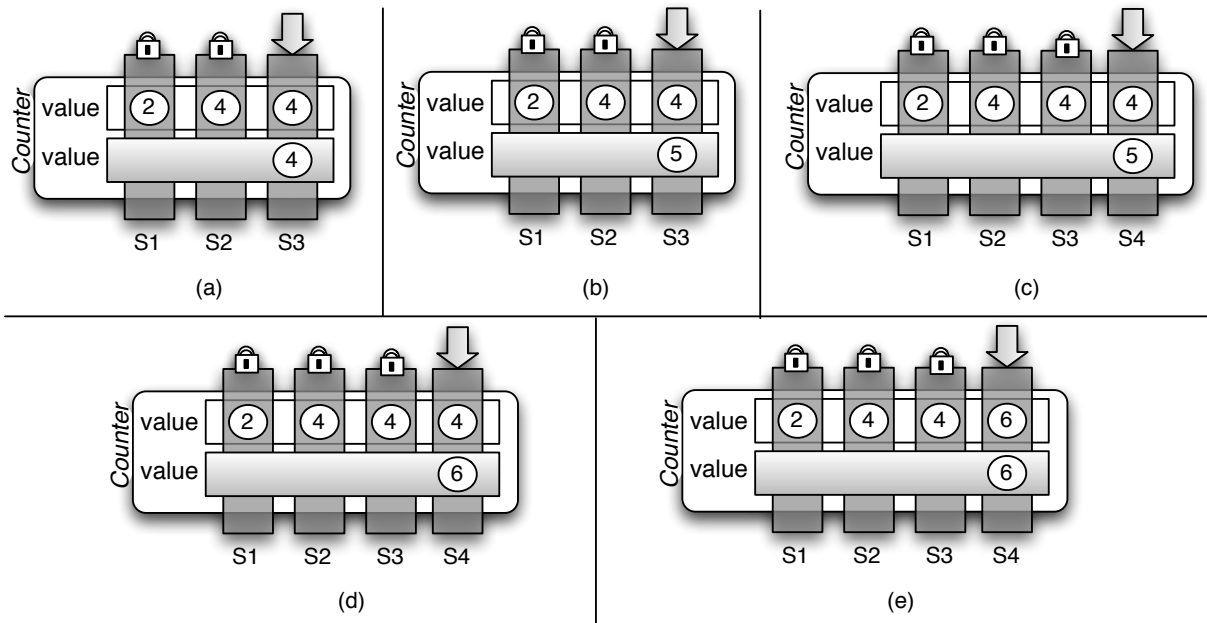 Counter
value 2 4 4
value 4
S1 S2 S3
(a)
Counter
value 2 4 4
value 5
S1 S2 S3
(b)
Counter
value 2 4 4 4
value 5
S1 S2 S3 S4
(c)
Counter
value 2 4 4 4
value 6
S1 S2 S3 S4
(d)
Counter
value 2 4 4 6
value 6
S1 S2 S3 S4
(e)